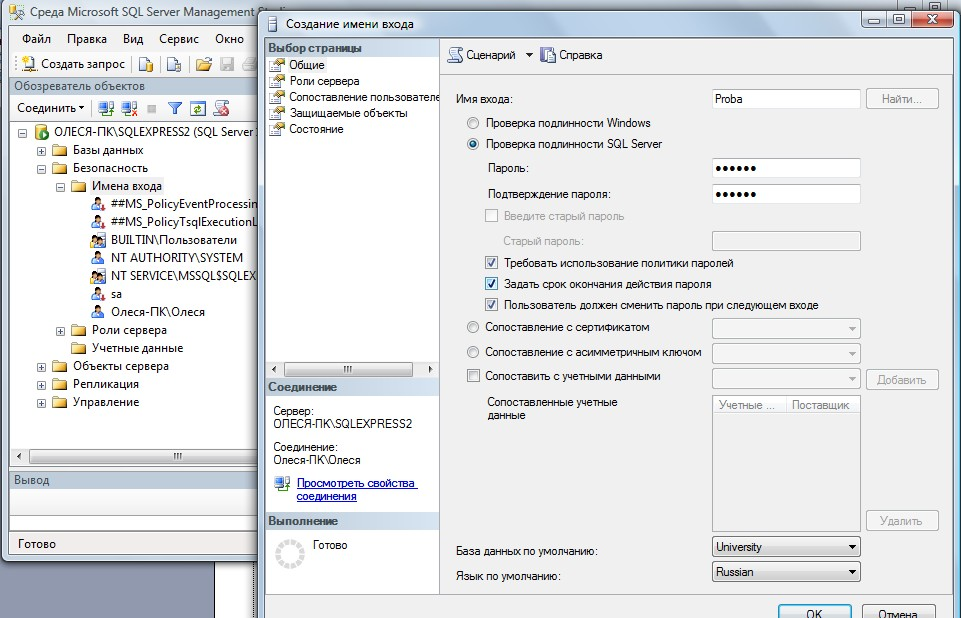 Среда Microsoft SQL Server Management
Файл Правка Вид Сервис Окно
Создать запрос
Обозреватель объектов
Соединить
ОЛЕСЯ-ПК\SQLEXPRESS2 (SQL Server
Базы данных
Безопасность
Имена входа
##MS_PolicyEventProcessin
##MS_PolicyTsqlExecutionL
BUILTIN\Пользователи
NT AUTHORITY\SYSTEM
NT SERVICE\MSSQL$SQLEX
sa
Олеся-ПК\Олеся
Роли сервера
Учетные данные
Объекты сервера
Репликация
Управление
Вывод
Готово
Создание имени входа
Выбор страницы
Общие
Роли сервера
Сопоставление пользователе
Защищаемые объекты
Состояние
Соединение
Сервер:
ОЛЕСЯ-ПК\SQLEXPRESS2
Соединение:
Олеся-ПК\Олеся
Просмотреть свойства
соединения
Выполнение
Готово
Сценарий Справка
Имя входа: Proba Найти...
Проверка подлинности Windows
Проверка подлинности SQL Server
Пароль: ●●●●●●
Подтверждение пароля: ●●●●●●
Введите старый пароль
Старый пароль:
Требовать использование политики паролей
Задать срок окончания действия пароля
Пользователь должен сменить пароль при следующем входе
Сопоставление с сертификатом
Сопоставление с асимметричным ключом
Сопоставить с учетными данными Добавить
Сопоставленные учетные
данные
Учетные ... Поставщик
Удалить
База данных по умолчанию: University
Язык по умолчанию: Russian
OK Отмена